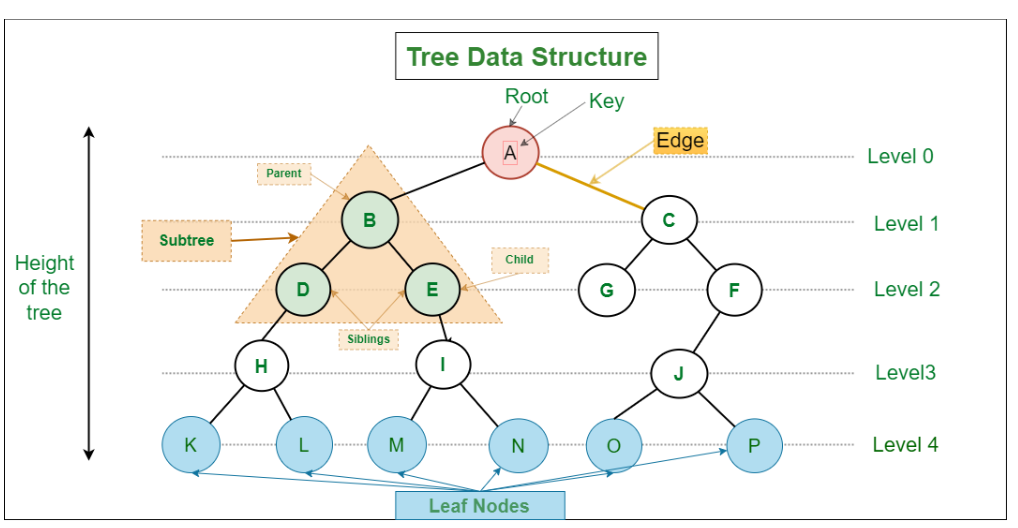 Tree Data Structure
Root
Key
A
Edge
Level 0
Parent
B
C
Level 1
Subtree
Child
Height
of the
tree
D
E
G
F
Level 2
Siblings
H
I
J
Level3
K
L
M
N
O
P
Level 4
Leaf Nodes